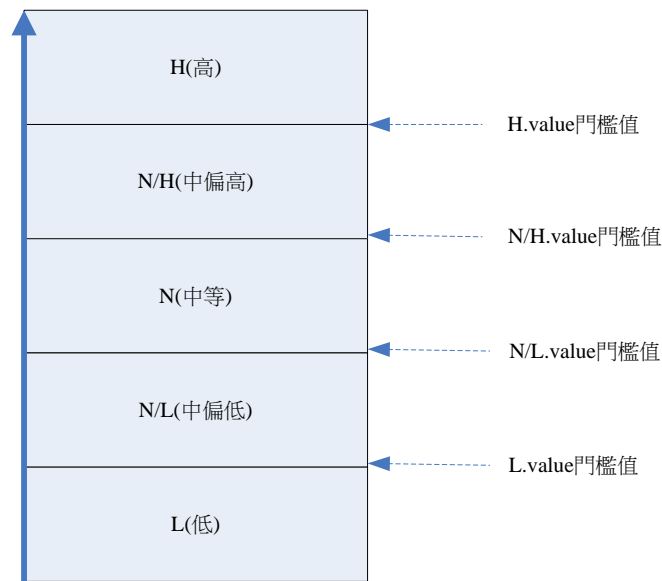 H(高)
H.value門檻值
N/H(中偏高)
N/H.value門檻值
N(中等)
N/L.value門檻值
N/L(中偏低)
L.value門檻值
L(低)